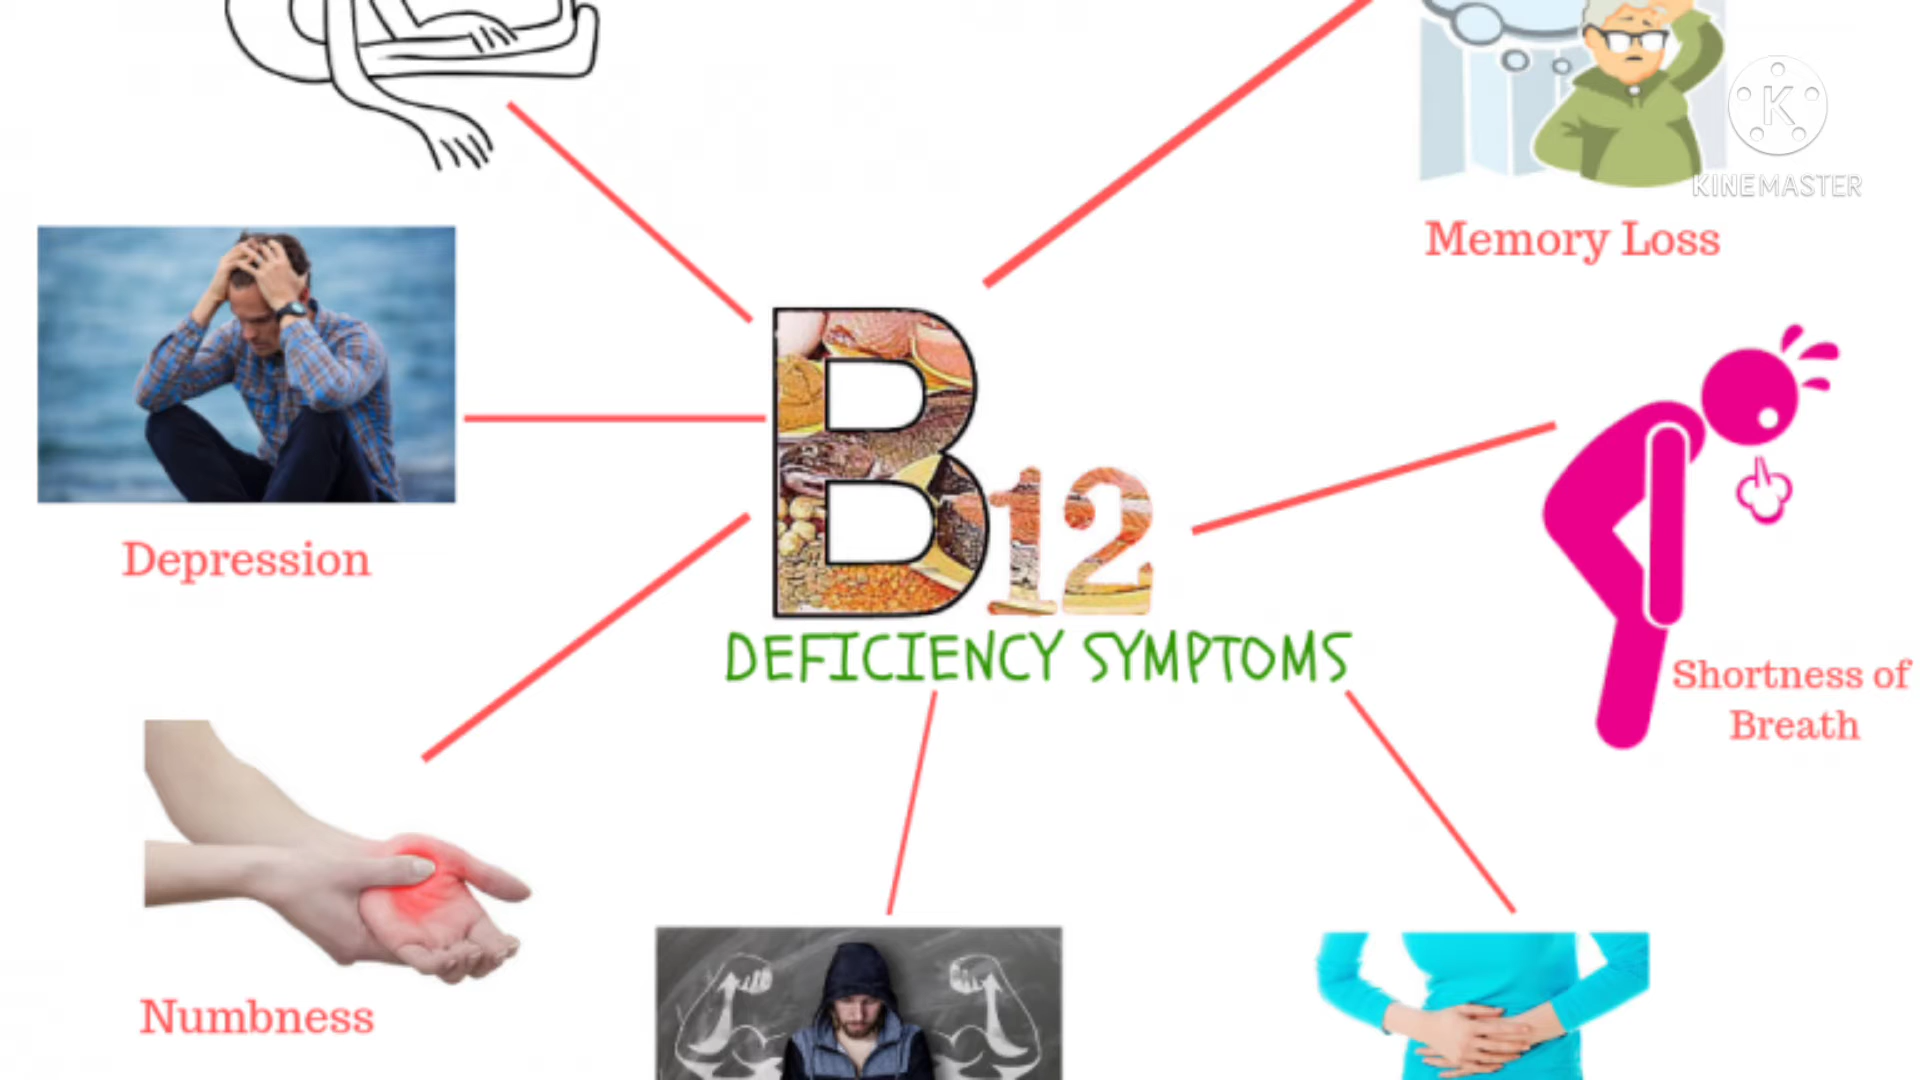 K
KINEMASTER
Memory Loss
Depression
B12
DEFICIENCY SYMPTOMS
Shortness of
Breath
Numbness